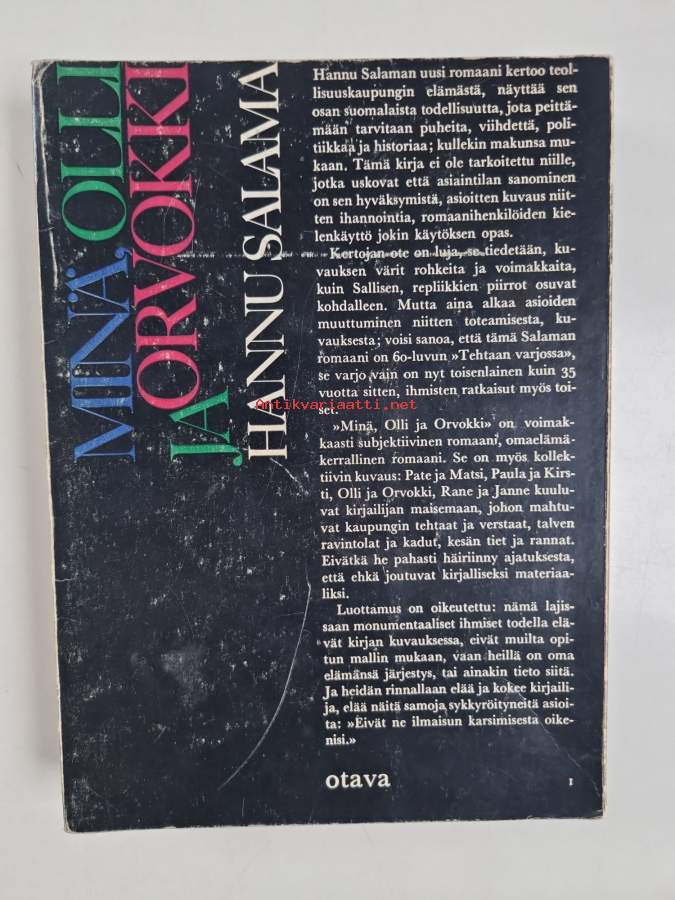 MINÄ, OLLI
JA ORVOKKI
HANNU SALAMA
Hannu Salaman uusi romaani kertoo teol-
lisuuskaupungin elämästä, näyttää sen
osan suomalaista todellisuutta, jota peittä-
mään tarvitaan puheita, viihdettä, poli-
tiikkaa ja historiaa; kullekin makunsa mu-
kaan. Tämä kirja ei ole tarkoitettu niille,
jotka uskovat että asiaintilan sanominen
on sen hyväksymistä, asioitten kuvaus niit-
ten ihannointia, romaanihenkilöiden kie-
lenkäyttö jokin käytöksen opas.
Kertojan ote on luja, se tiedetään, ku-
vauksen värit rohkeita ja voimakkaita,
kuin Sallisen, repliikkien piirrot osuvat
kohdalleen. Mutta aina alkaa asioiden
muuttuminen niitten toteamisesta, ku-
vauksesta; voisi sanoa, että tämä Salaman
romaani on 60-luvun »Tehtaan varjossa»,
se varjo vain on nyt toisenlainen kuin 35
vuotta sitten, ihmisten ratkaisut myös toi-
set.
»Minä, Olli ja Orvokki» on voimak-
kaasti subjektiivinen romaani, omaelämä-
kerrallinen romaani. Se on myös kollek-
tiivin kuvaus: Pate ja Matsi, Paula ja Kirs-
ti, Olli ja Orvokki, Rane ja Janne kuulu-
vat kirjailijan maisemaan, johon mahtu-
vat kaupungin tehtaat ja verstaat, talven
ravintolat ja kadut, kesän tiet ja rannat.
Eivätkä he pahasti häiriinny ajatuksesta,
että ehkä joutuvat kirjalliseksi materiaa-
liksi.
Luottamus on oikeutettu: nämä lajis-
saan monumentaaliset ihmiset todella elä-
vät kirjan kuvauksessa, eivät muilta opi-
tun mallin mukaan, vaan heillä on oma
elämänsä järjestys, tai ainakin tieto siitä.
Ja heidän rinnallaan elää ja kokee kirjaili-
ja, elää näitä samoja sykkyröityneitä asioi-
ta: »Eivät ne ilmaisun karsimisesta oike-
nisi.»
otava
1
Antikvariaatti.net